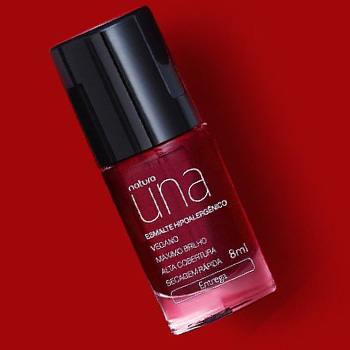 natura
una
ESMALTE HIPOALERGÊNICO
VEGANO
MÁXIMO BRILHO
ALTA COBERTURA
SECAGEM RÁPIDA 8ml
Entrega